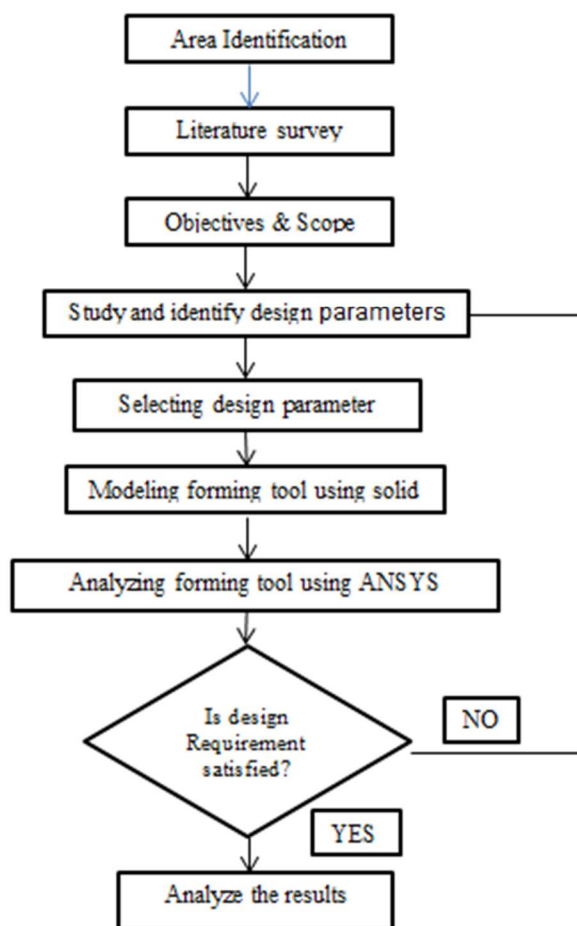 Area Identification
Literature survey
Objectives & Scope
Study and identify design parameters
Selecting design parameter
Modeling forming tool using solid
Analyzing forming tool using ANSYS
Is design
Requirement
satisfied?
NO
YES
Analyze the results